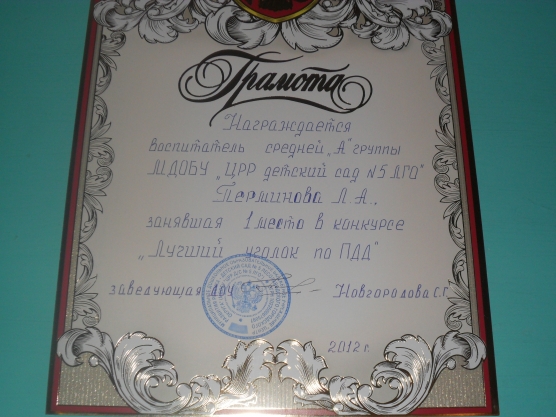 Грамота
Награждается
воспитатель средней „А" группы
МДОБУ „ЦРР детский сад №5 ЛГО"
Перминова Л.А.,
занявшая 1 место в конкурсе
„Лучший уголок по ПДД"
заведующая ДОУ Новгородова С.Г.
2012 г.